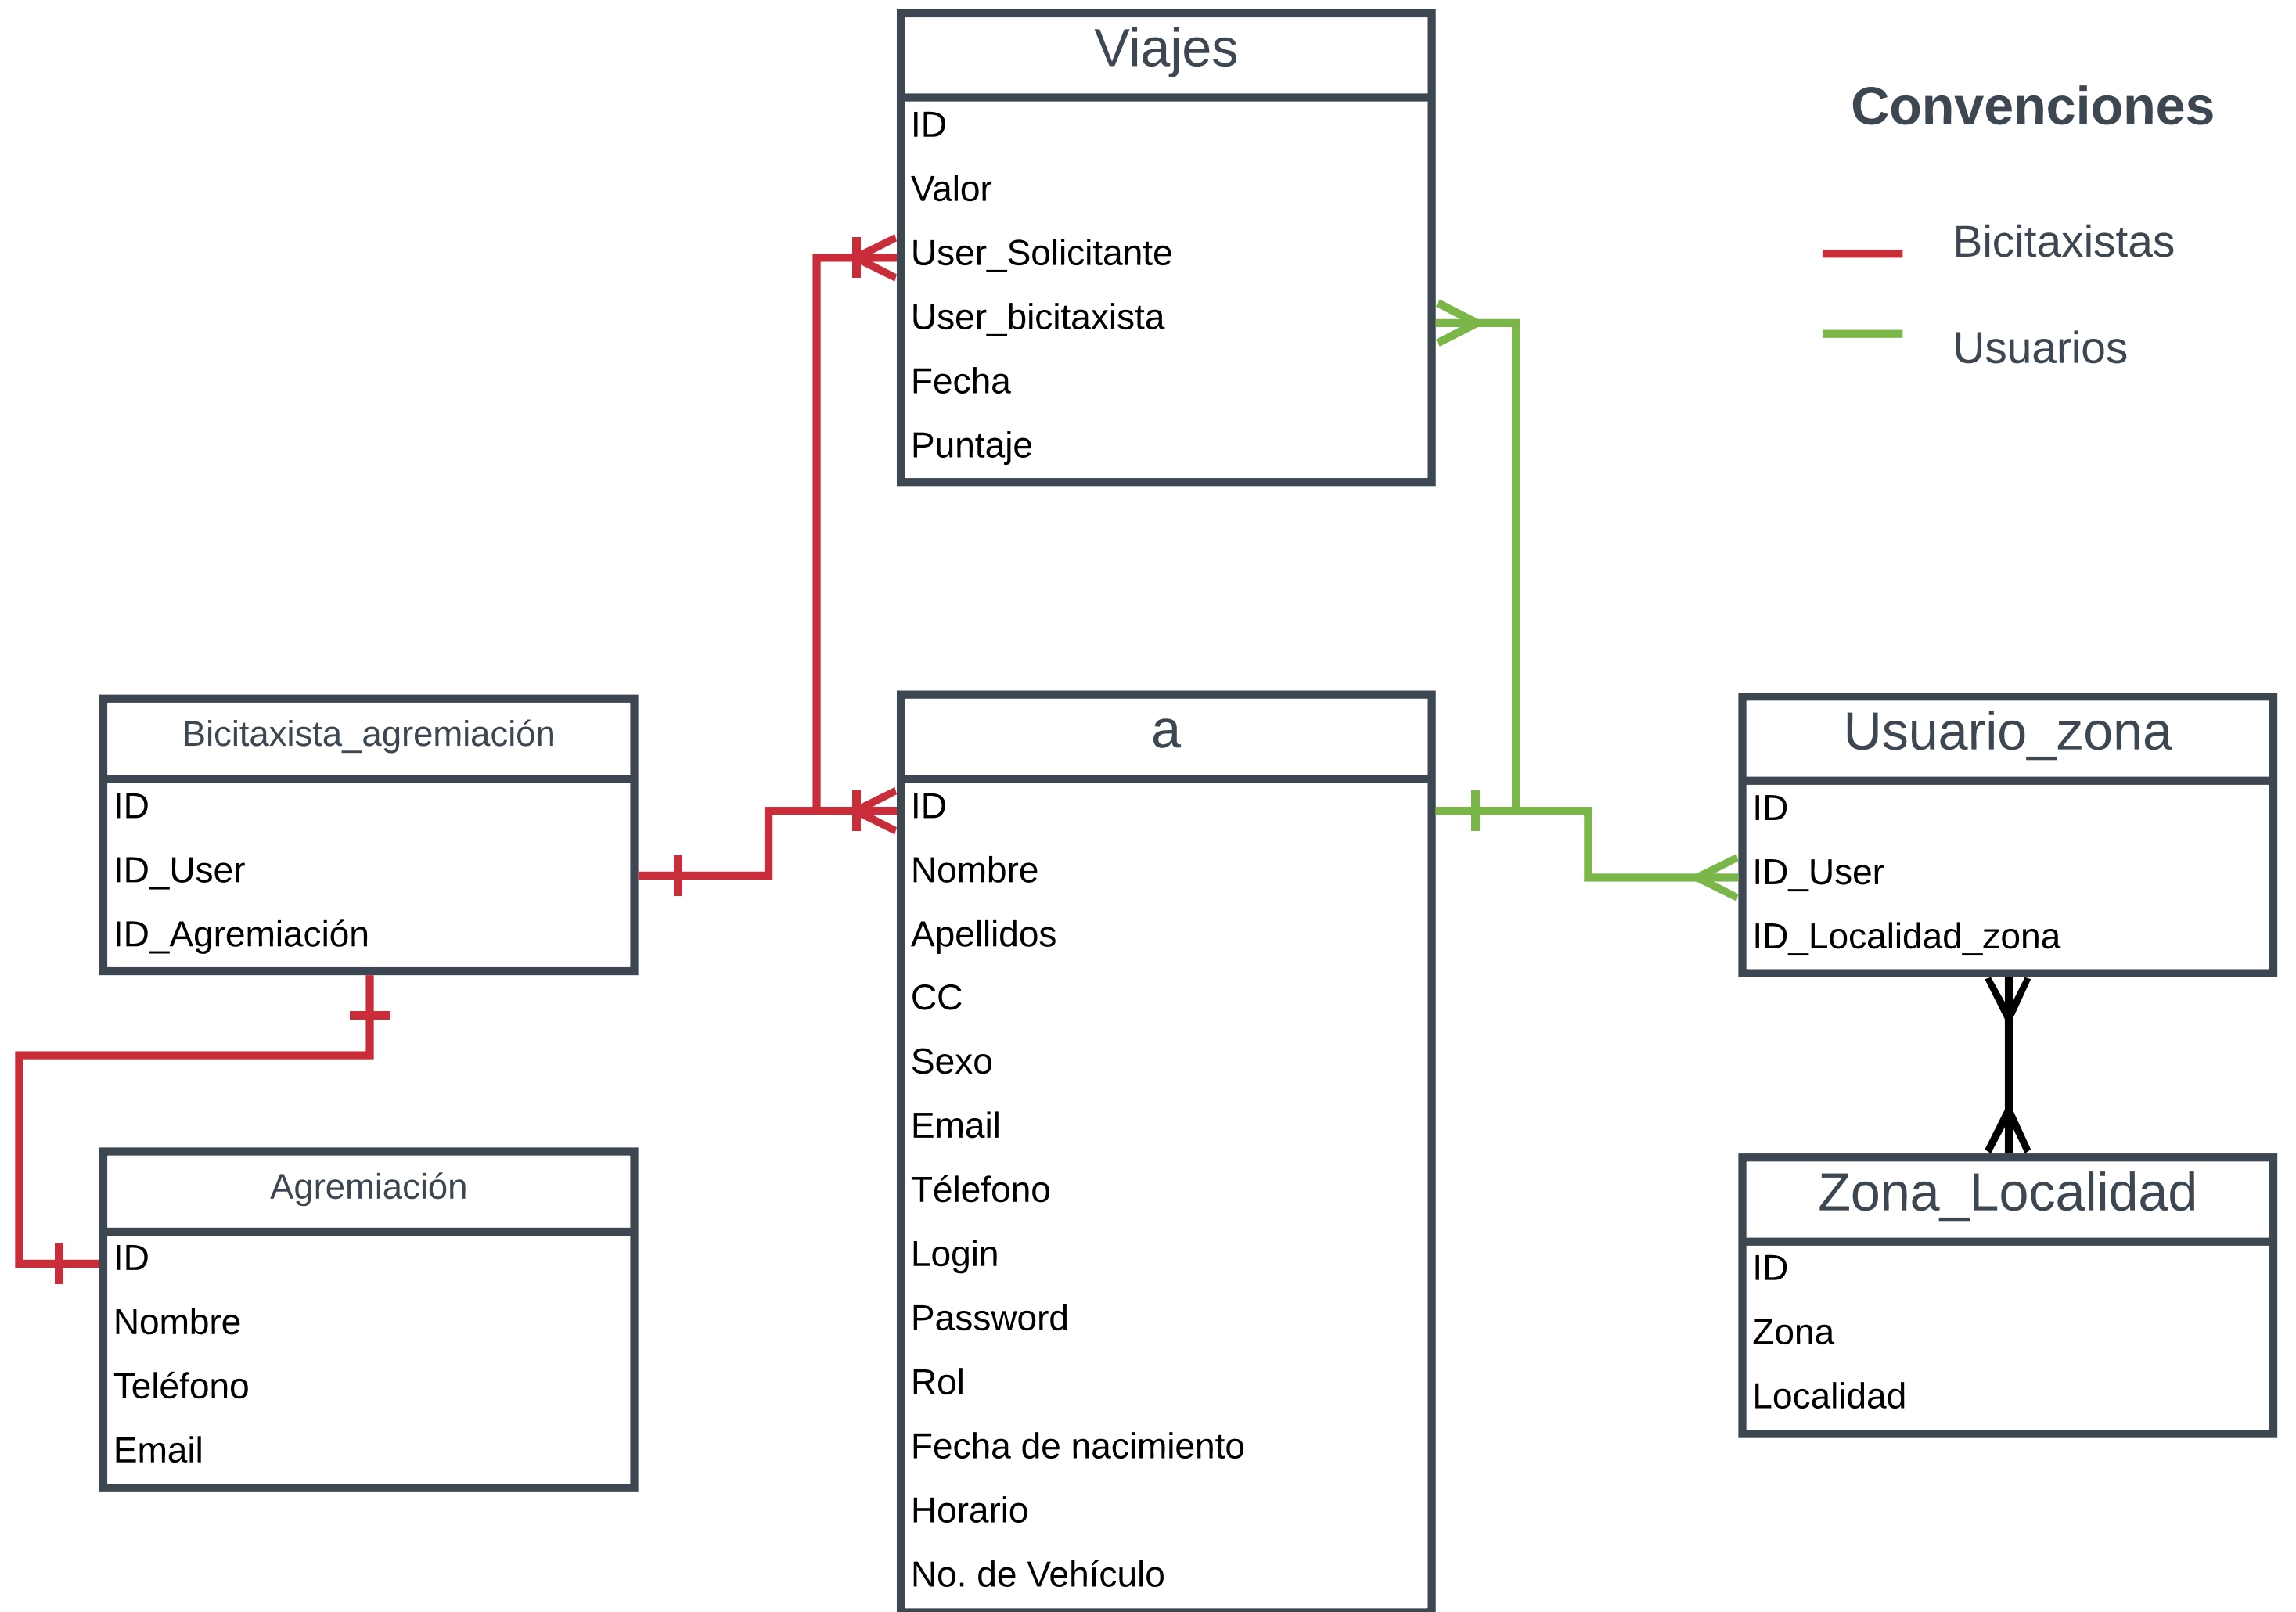 Viajes
ID
Valor
User_Solicitante
User_bicitaxista
Fecha
Puntaje
Convenciones
Bicitaxistas
Usuarios
Bicitaxista_agremiación
ID
ID_User
ID_Agremiación
a
ID
Nombre
Apellidos
CC
Sexo
Email
Télefono
Login
Password
Rol
Fecha de nacimiento
Horario
No. de Vehículo
Usuario_zona
ID
ID_User
ID_Localidad_zona
Agremiación
ID
Nombre
Teléfono
Email
Zona_Localidad
ID
Zona
Localidad